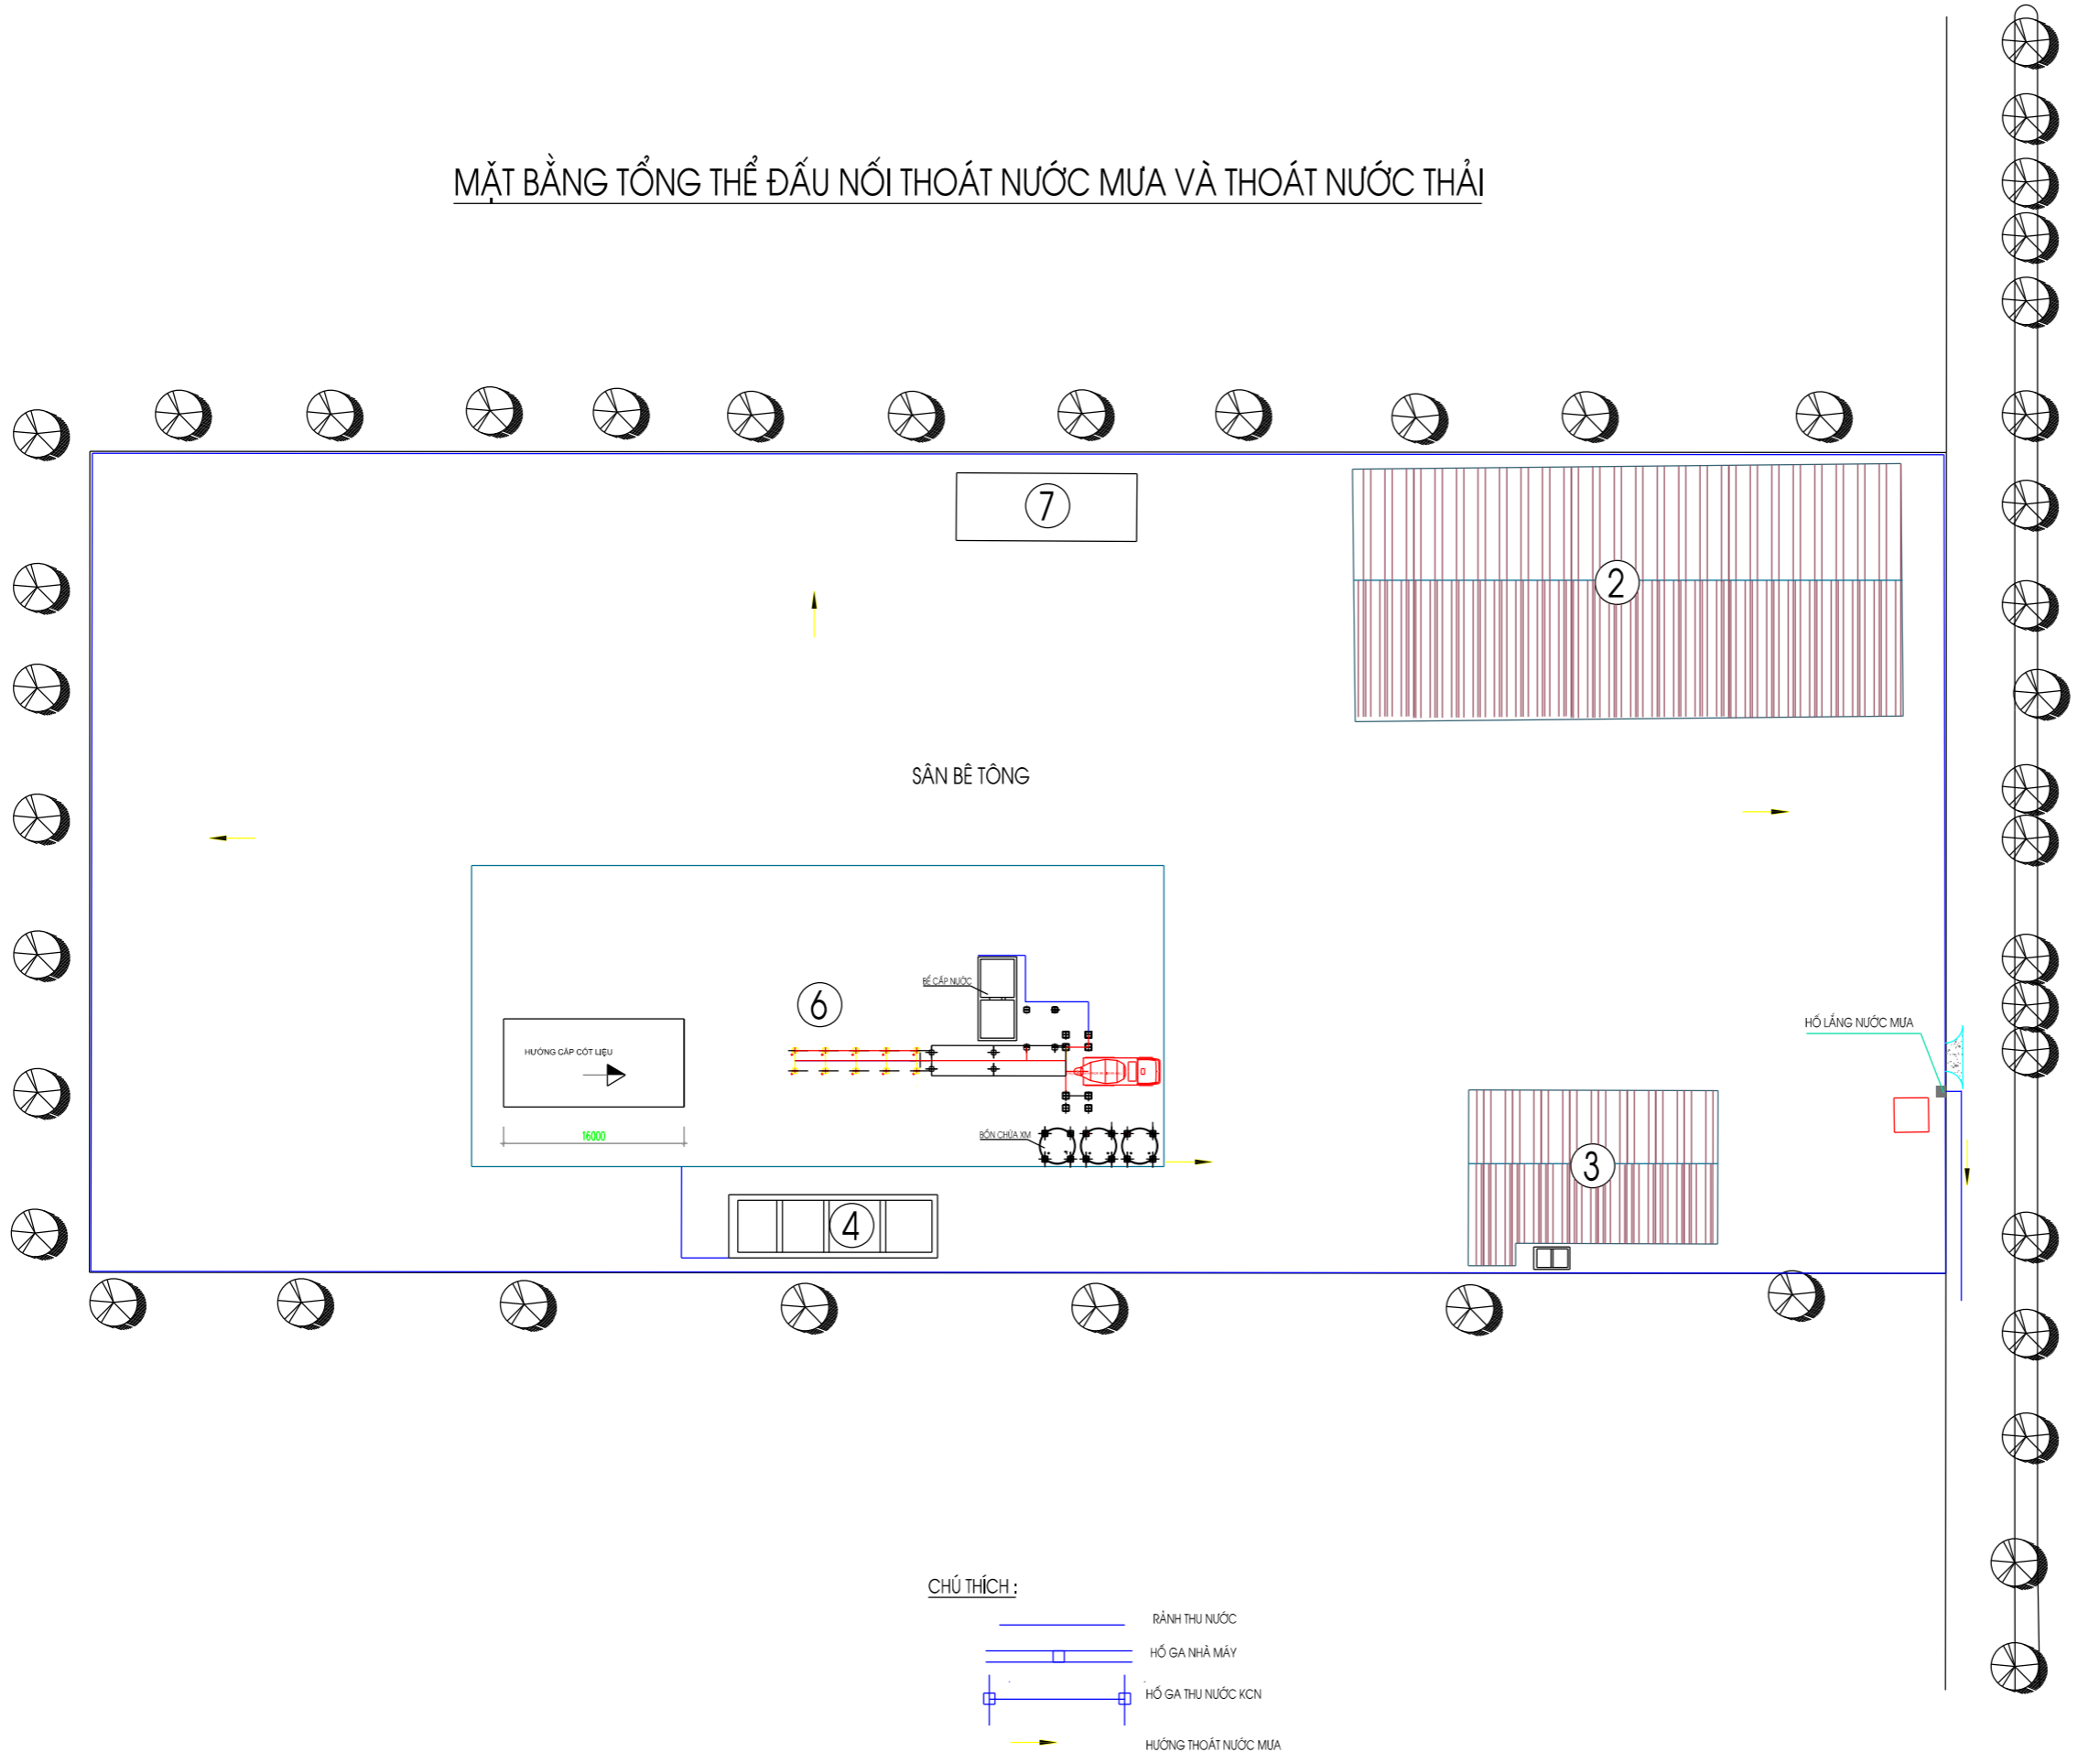 MẶT BẰNG TỔNG THỂ ĐẤU NỐI THOÁT NƯỚC MƯA VÀ THOÁT NƯỚC THẢI
7
2
SÂN BÊ TÔNG
BỂ CẤP NƯỚC
6
HỐ LẮNG NƯỚC MƯA
HƯỚNG CẤP CỐT LIỆU
16000
BỒN CHỨA XM
3
4
CHÚ THÍCH :
RÃNH THU NƯỚC
HỐ GA NHÀ MÁY
HỐ GA THU NƯỚC KCN
HƯỚNG THOÁT NƯỚC MƯA